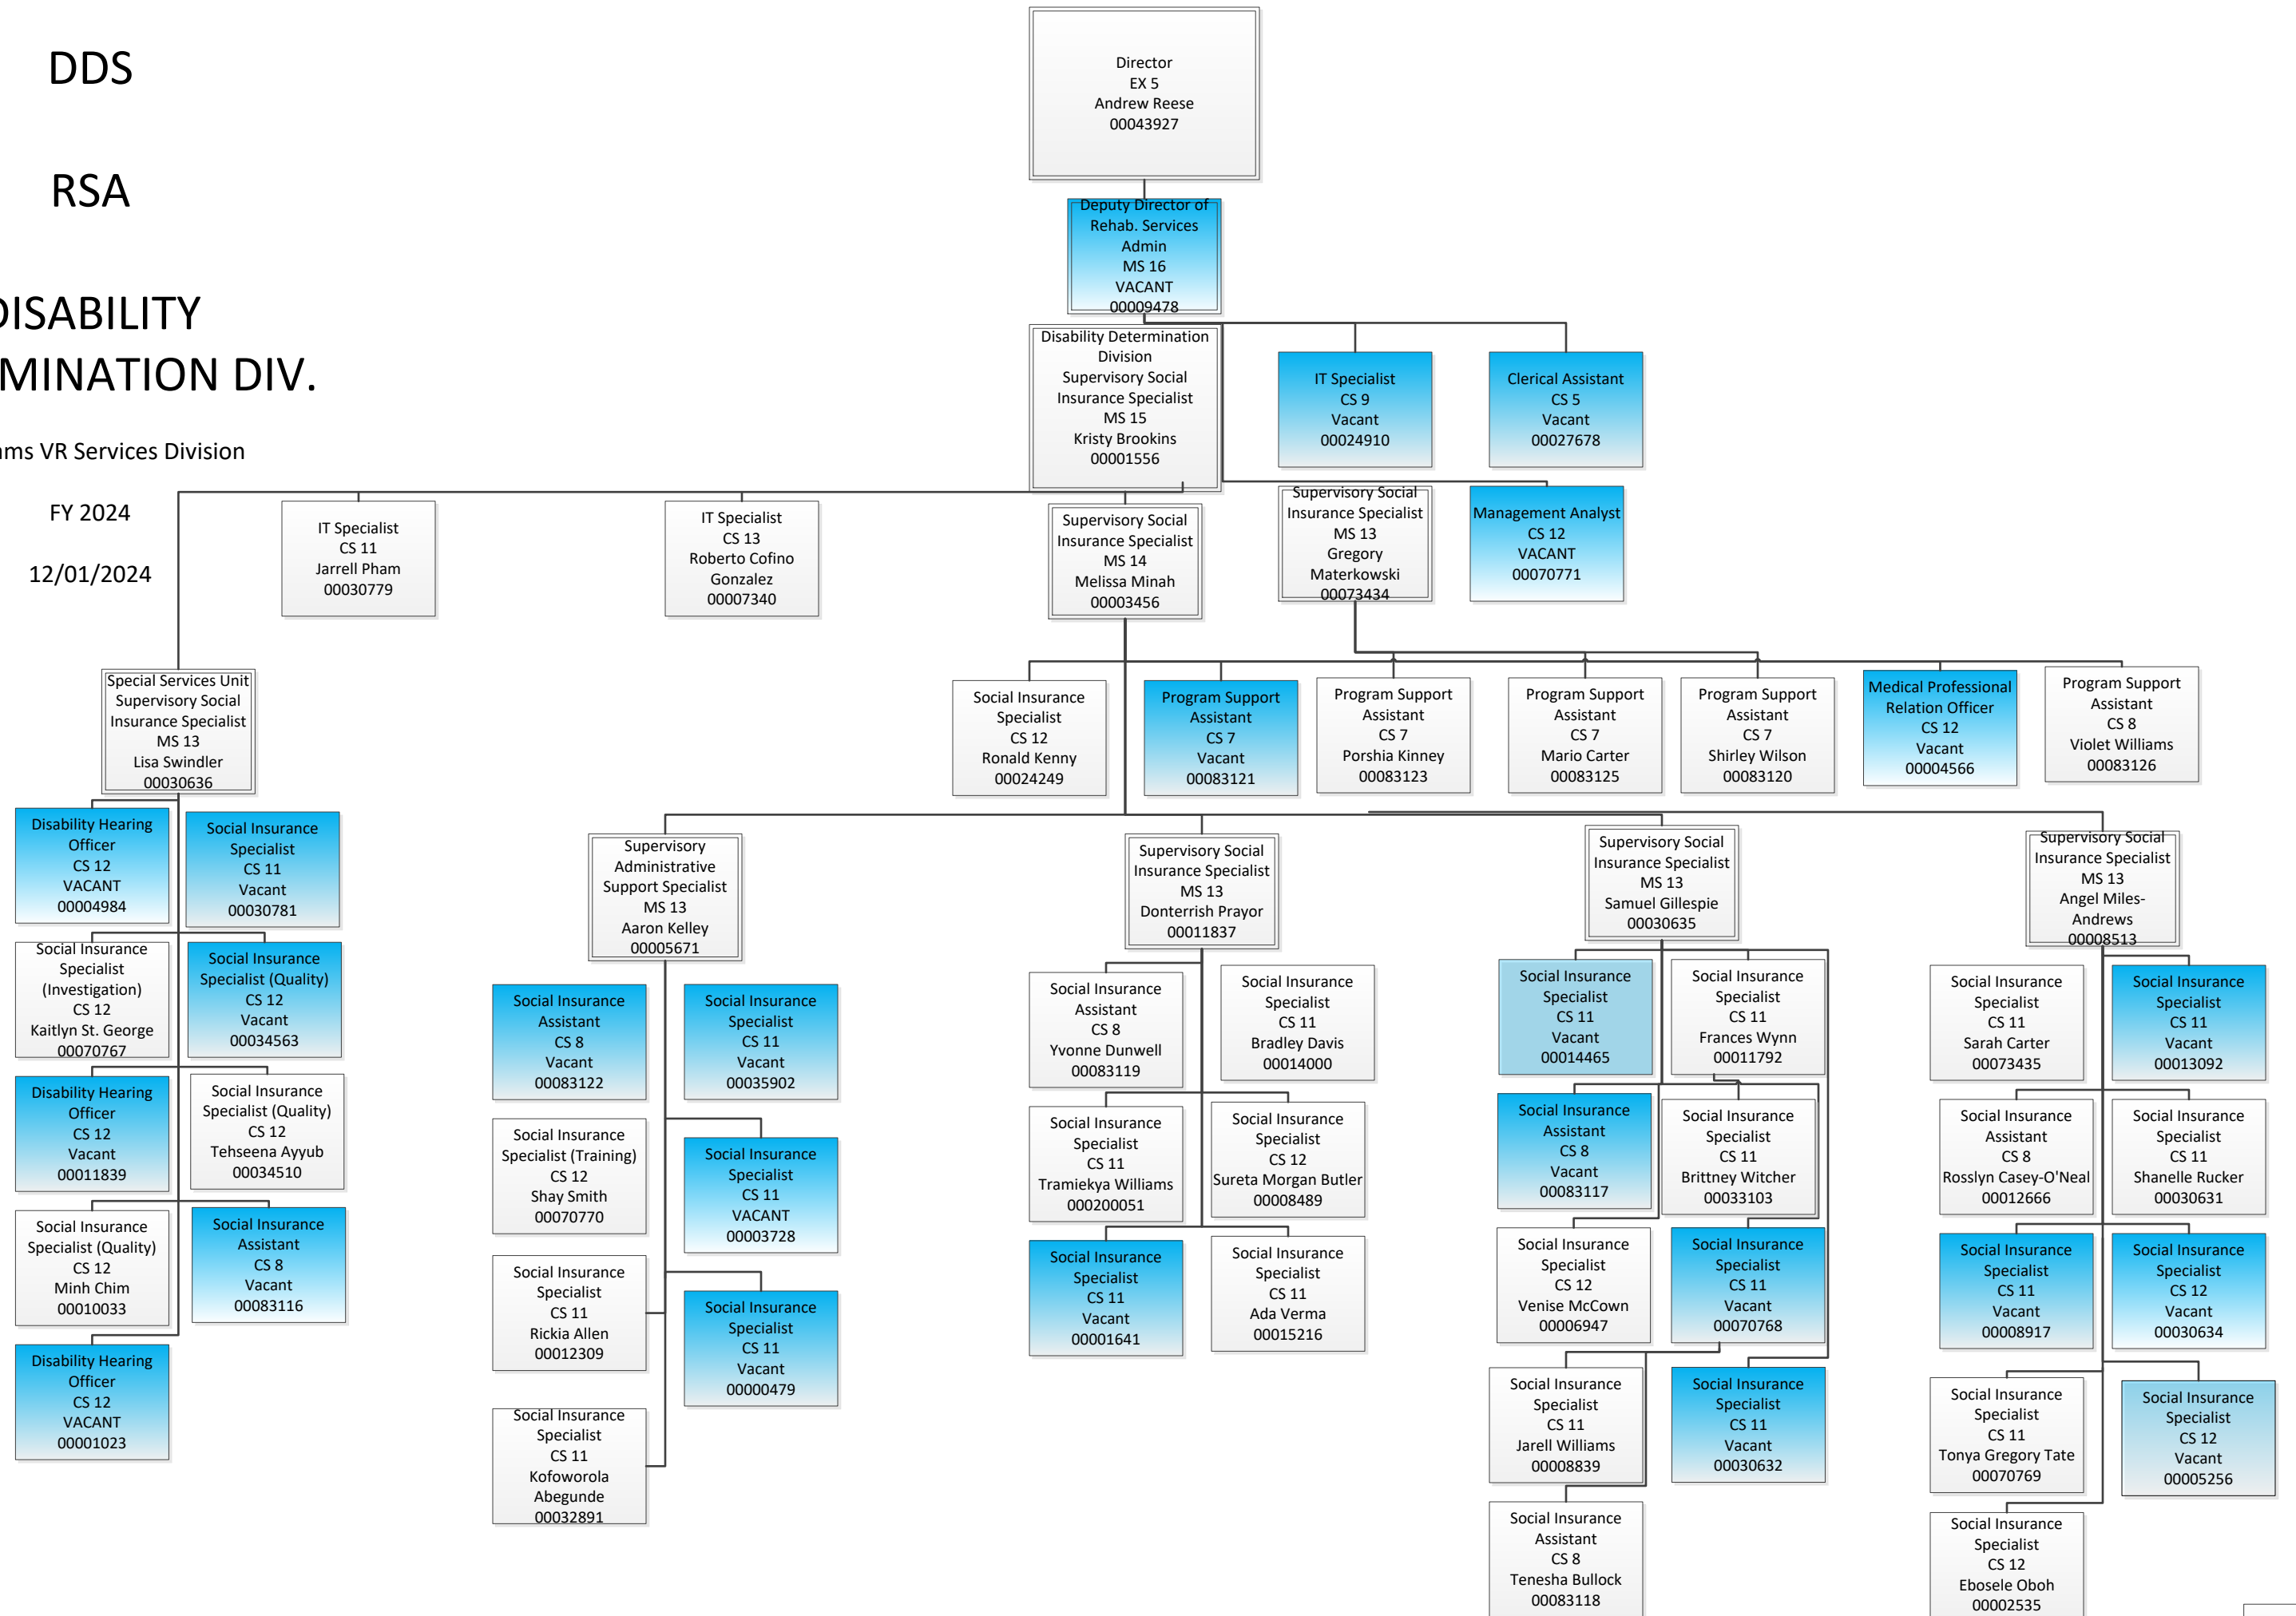 DDS
RSA
DISABILITY
MINATION DIV.
ms VR Services Division
FY 2024
12/01/2024
Director
EX 5
Andrew Reese
00043927
Deputy Director of
Rehab. Services
Admin
MS 16
VACANT
00009478
Disability Determination
Division
Supervisory Social
Insurance Specialist
MS 15
Kristy Brookins
00001556
IT Specialist
CS 9
Vacant
00024910
Clerical Assistant
CS 5
Vacant
00027678
IT Specialist
CS 11
Jarrell Pham
00030779
IT Specialist
CS 13
Roberto Cofino
Gonzalez
00007340
Supervisory Social
Insurance Specialist
MS 14
Melissa Minah
00003456
Supervisory Social
Insurance Specialist
MS 13
Gregory
Materkowski
00073434
Management Analyst
CS 12
VACANT
00070771
Special Services Unit
Supervisory Social
Insurance Specialist
MS 13
Lisa Swindler
00030636
Social Insurance
Specialist
CS 12
Ronald Kenny
00024249
Program Support
Assistant
CS 7
Vacant
00083121
Program Support
Assistant
CS 7
Porshia Kinney
00083123
Program Support
Assistant
CS 7
Mario Carter
00083125
Program Support
Assistant
CS 7
Shirley Wilson
00083120
Medical Professional
Relation Officer
CS 12
Vacant
00004566
Program Support
Assistant
CS 8
Violet Williams
00083126
Disability Hearing
Officer
CS 12
VACANT
00004984
Social Insurance
Specialist
CS 11
Vacant
00030781
Social Insurance
Specialist
(Investigation)
CS 12
Kaitlyn St. George
00070767
Social Insurance
Specialist (Quality)
CS 12
Vacant
00034563
Disability Hearing
Officer
CS 12
Vacant
00011839
Social Insurance
Specialist (Quality)
CS 12
Tehseena Ayyub
00034510
Social Insurance
Specialist (Quality)
CS 12
Minh Chim
00010033
Social Insurance
Assistant
CS 8
Vacant
00083116
Disability Hearing
Officer
CS 12
VACANT
00001023
Supervisory
Administrative
Support Specialist
MS 13
Aaron Kelley
00005671
Social Insurance
Assistant
CS 8
Vacant
00083122
Social Insurance
Specialist
CS 11
Vacant
00035902
Social Insurance
Specialist (Training)
CS 12
Shay Smith
00070770
Social Insurance
Specialist
CS 11
VACANT
00003728
Social Insurance
Specialist
CS 11
Rickia Allen
00012309
Social Insurance
Specialist
CS 11
Vacant
00000479
Social Insurance
Specialist
CS 11
Kofoworola
Abegunde
00032891
Supervisory Social
Insurance Specialist
MS 13
Donterrish Prayor
00011837
Social Insurance
Assistant
CS 8
Yvonne Dunwell
00083119
Social Insurance
Specialist
CS 11
Bradley Davis
00014000
Social Insurance
Specialist
CS 11
Tramiekya Williams
000200051
Social Insurance
Specialist
CS 12
Sureta Morgan Butler
00008489
Social Insurance
Specialist
CS 11
Vacant
00001641
Social Insurance
Specialist
CS 11
Ada Verma
00015216
Supervisory Social
Insurance Specialist
MS 13
Samuel Gillespie
00030635
Social Insurance
Specialist
CS 11
Vacant
00014465
Social Insurance
Specialist
CS 11
Frances Wynn
00011792
Social Insurance
Assistant
CS 8
Vacant
00083117
Social Insurance
Specialist
CS 11
Brittney Witcher
00033103
Social Insurance
Specialist
CS 12
Venise McCown
00006947
Social Insurance
Specialist
CS 11
Vacant
00070768
Social Insurance
Specialist
CS 11
Jarell Williams
00008839
Social Insurance
Specialist
CS 11
Vacant
00030632
Social Insurance
Assistant
CS 8
Tenesha Bullock
00083118
Supervisory Social
Insurance Specialist
MS 13
Angel Miles-
Andrews
00008513
Social Insurance
Specialist
CS 11
Sarah Carter
00073435
Social Insurance
Specialist
CS 11
Vacant
00013092
Social Insurance
Assistant
CS 8
Rosslyn Casey-O'Neal
00012666
Social Insurance
Specialist
CS 11
Shanelle Rucker
00030631
Social Insurance
Specialist
CS 11
Vacant
00008917
Social Insurance
Specialist
CS 12
Vacant
00030634
Social Insurance
Specialist
CS 11
Tonya Gregory Tate
00070769
Social Insurance
Specialist
CS 12
Vacant
00005256
Social Insurance
Specialist
CS 12
Ebosele Oboh
00002535